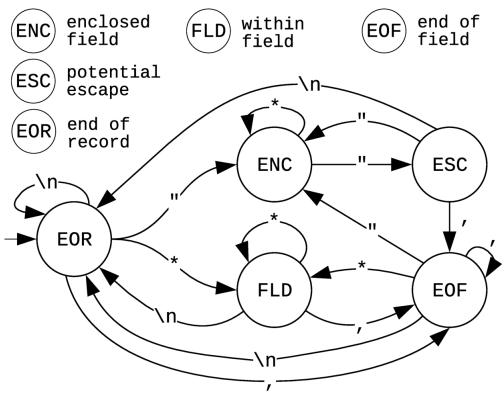 ENC enclosed field
FLD within field
EOF end of field
ESC potential escape
EOR end of record
\n
*
"
ENC
"
ESC
\n
"
"
,
EOR
*
*
FLD
*
,
EOF
\n
,
\n
,